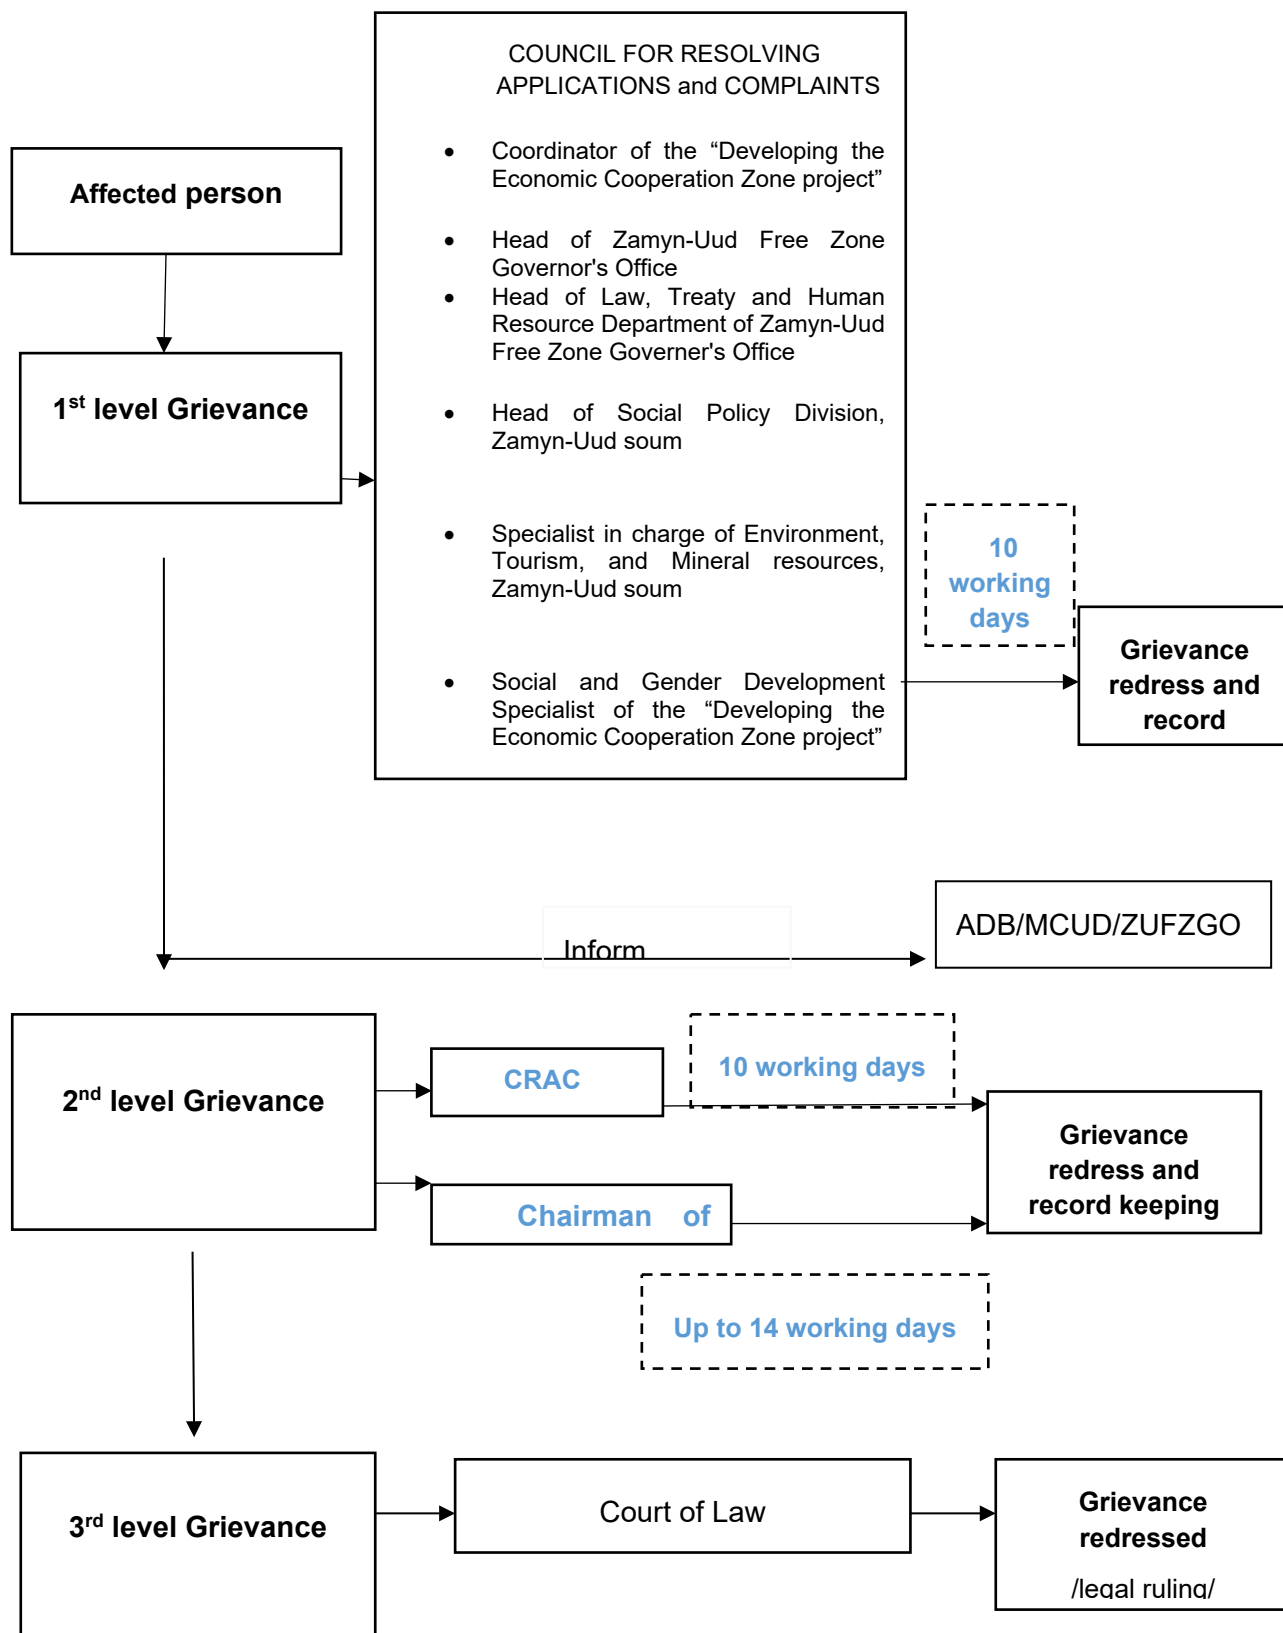 COUNCIL FOR RESOLVING
APPLICATIONS and COMPLAINTS
• Coordinator of the “Developing the
Economic Cooperation Zone project”
• Head of Zamyn-Uud Free Zone
Governor's Office
• Head of Law, Treaty and Human
Resource Department of Zamyn-Uud
Free Zone Governer's Office
• Head of Social Policy Division,
Zamyn-Uud soum
• Specialist in charge of Environment,
Tourism, and Mineral resources,
Zamyn-Uud soum
• Social and Gender Development
Specialist of the “Developing the
Economic Cooperation Zone project”
Affected person
1st level Grievance
10
working
days
Grievance
redress and
record
Inform
ADB/MCUD/ZUFZGO
2nd level Grievance
CRAC
10 working days
Chairman of
Grievance
redress and
record keeping
Up to 14 working days
3rd level Grievance
Court of Law
Grievance
redressed
/legal ruling/